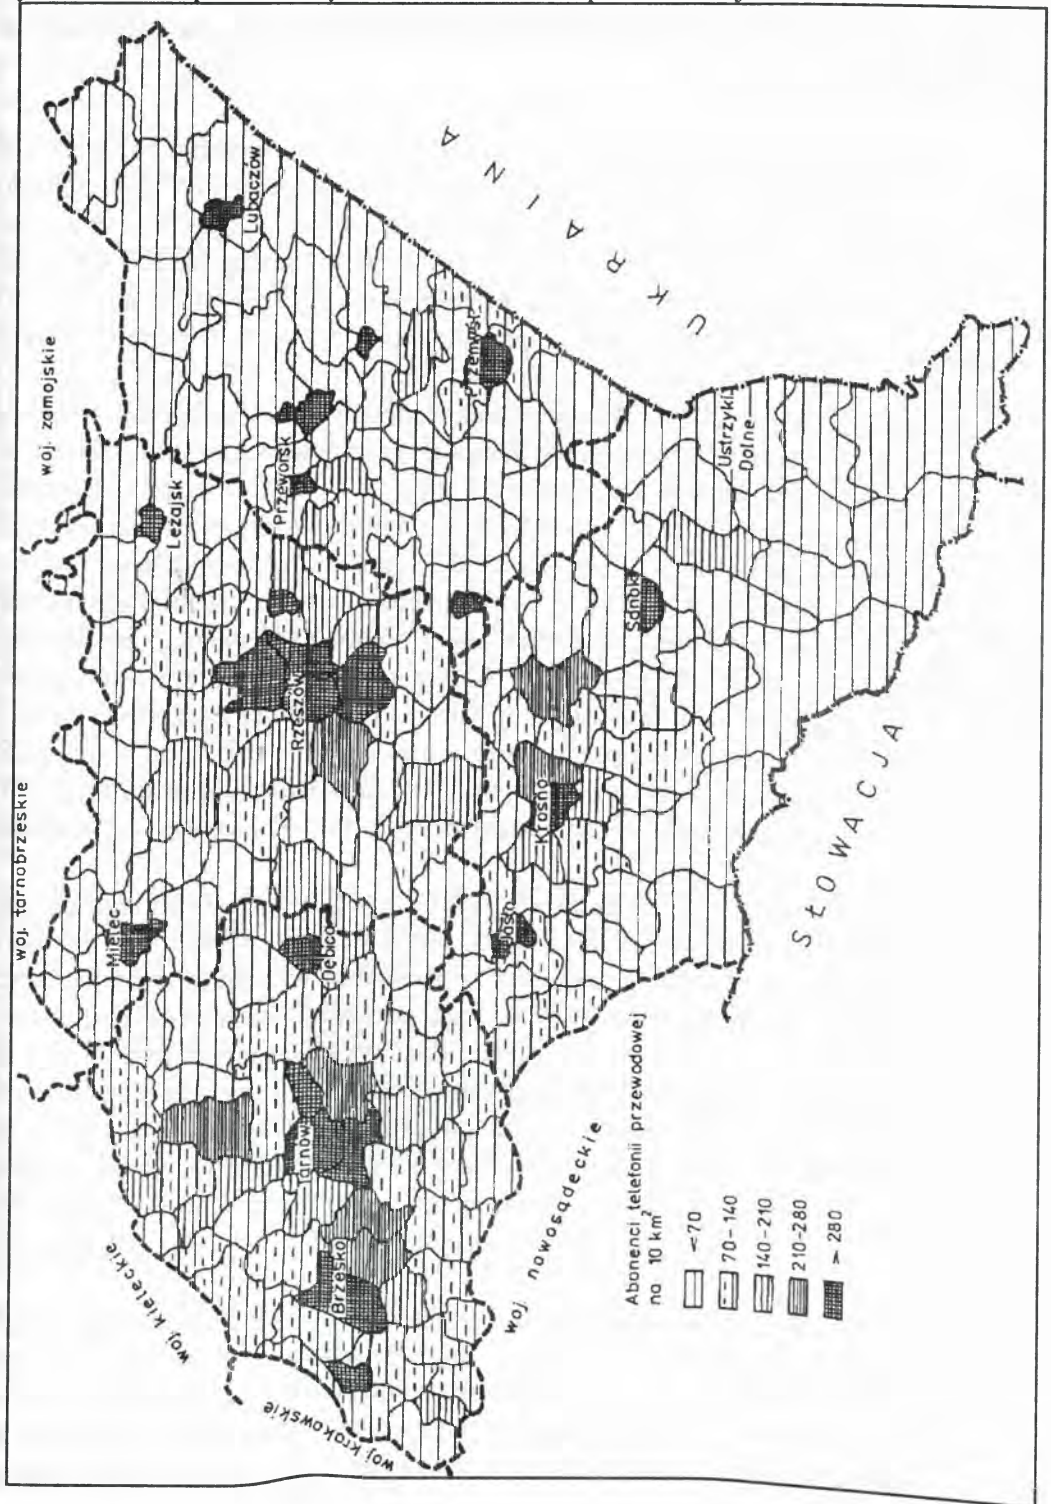 woj. tarnobrzeskie
woj. zamojskie
woj. kieleckie
woj. krakowskie
woj. nowosądeckie
UKRAINA
SŁOWACJA
Lubaczów
Leżajsk
Przeworsk
Przemyśl
Mielec
Rzeszów
Dębica
Tarnów
Brzesko
Jasło
Krosno
Sanok
Ustrzyki
Dolne
Abonenci telefonii przewodowej
na 10 km²
<70
70-140
140-210
210-280
> 280